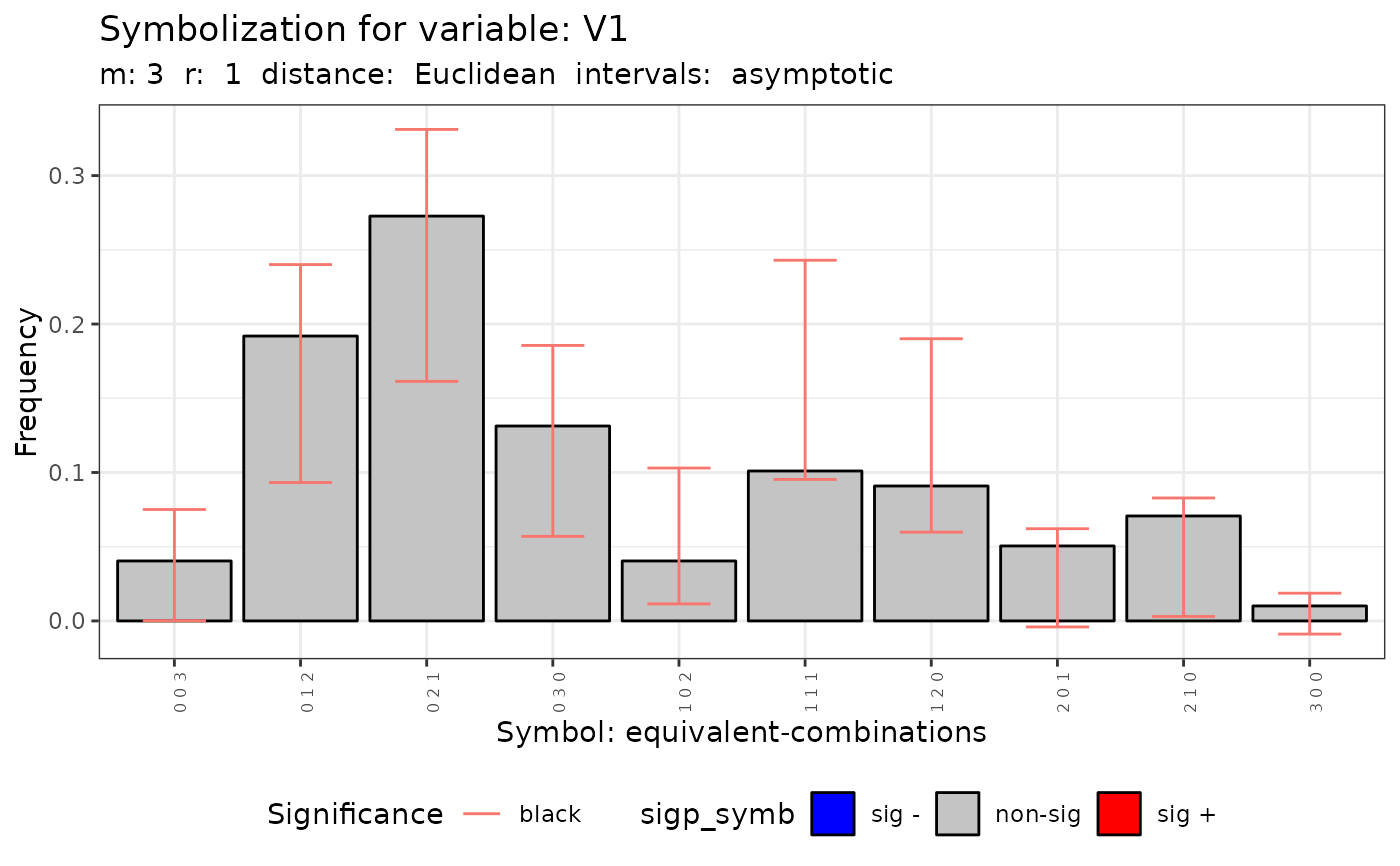 Symbolization for variable: V1
m: 3 r: 1 distance: Euclidean intervals: asymptotic
Frequency
0.3
0.2
0.1
0.0
0 0 3
0 1 2
0 2 1
0 3 0
1 0 2
1 1 1
1 2 0
2 0 1
2 1 0
3 0 0
Symbol: equivalent-combinations
Significance black sigp_symb sig - non-sig sig +